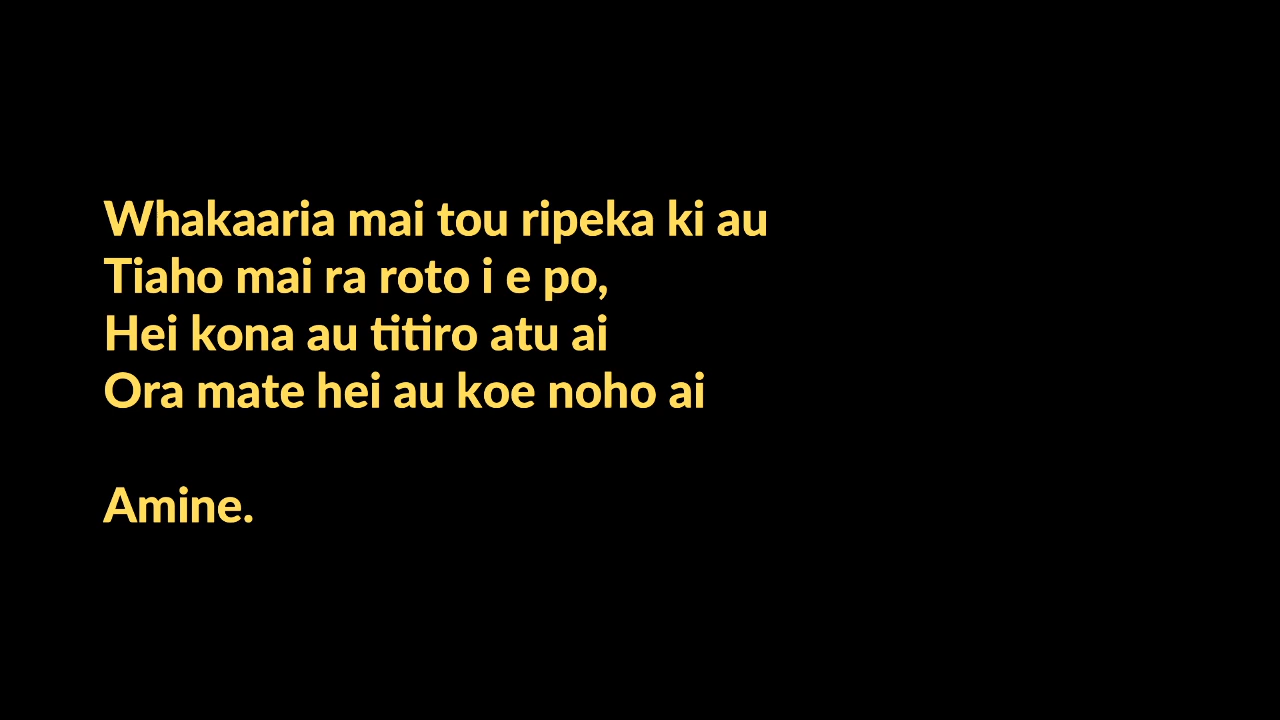 Whakaaria mai tou ripeka ki au
Tiaho mai ra roto i e po,
Hei kona au titiro atu ai
Ora mate hei au koe noho ai
Amine.